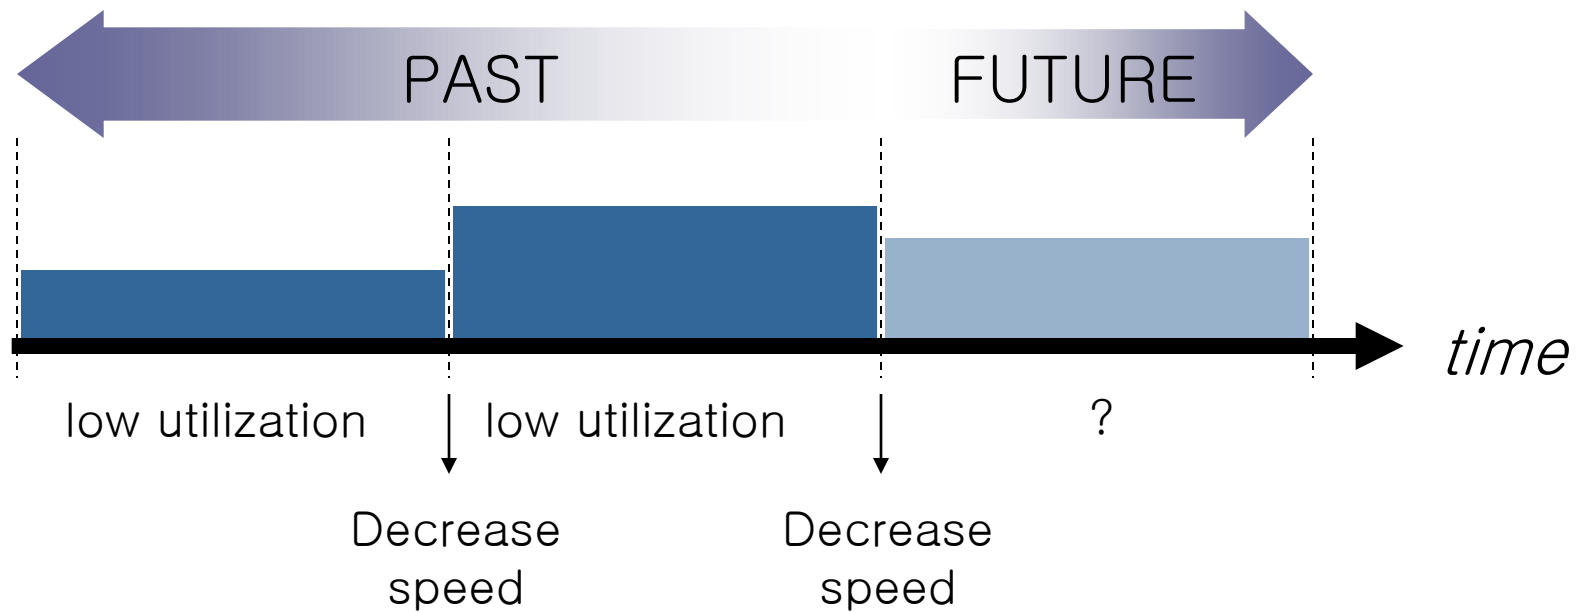 PAST
FUTURE
time
low utilization
low utilization
?
Decrease
speed
Decrease
speed